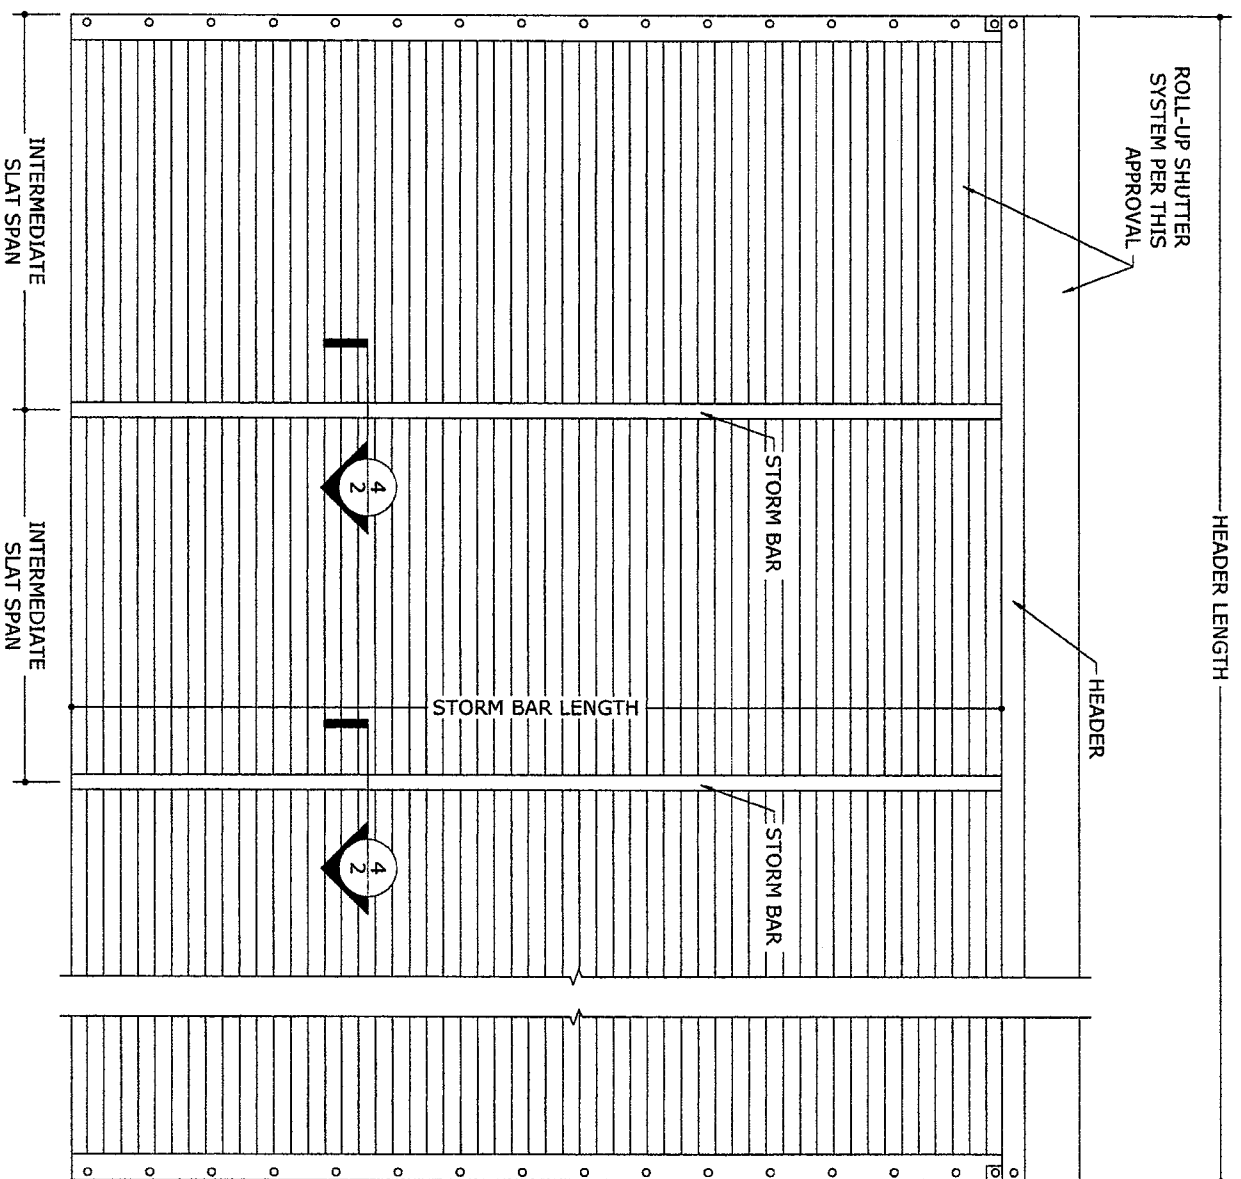 HEADER LENGTH
ROLL-UP SHUTTER
SYSTEM PER THIS
APPROVAL
HEADER
STORM BAR
STORM BAR
STORM BAR LENGTH
4
2
4
2
INTERMEDIATE
SLAT SPAN
INTERMEDIATE
SLAT SPAN